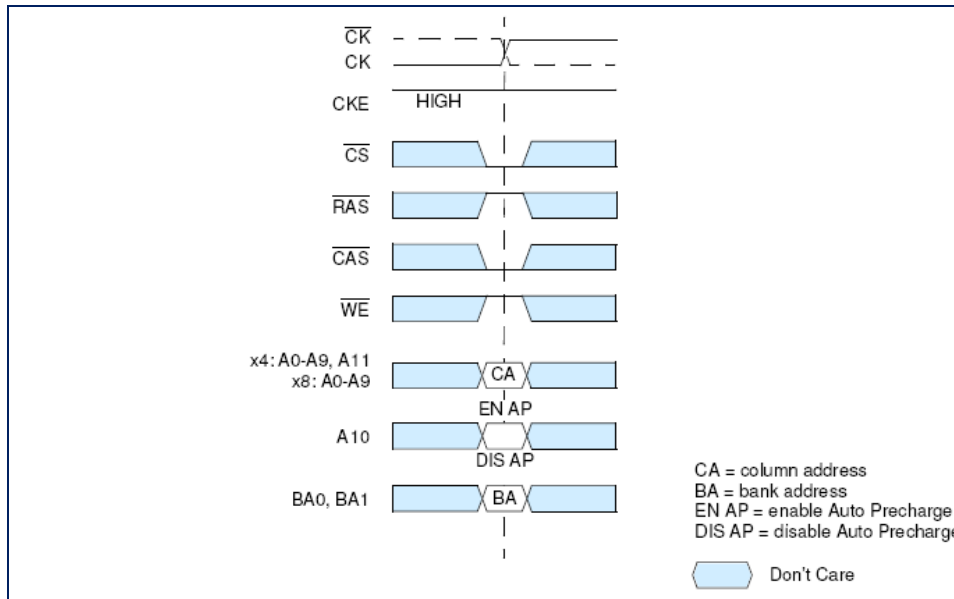 CK
CK
CKE HIGH
CS
RAS
CAS
WE
x4: A0-A9, A11
x8: A0-A9
CA
EN AP
A10
DIS AP
BA0, BA1 BA
CA = column address
BA = bank address
EN AP = enable Auto Precharge
DIS AP = disable Auto Precharge
Don't Care